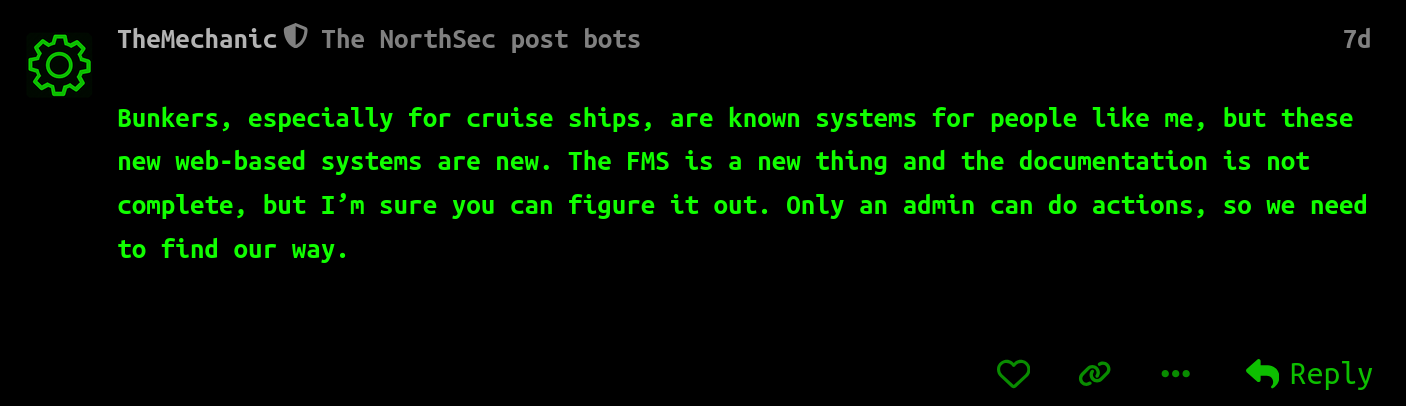 TheMechanic The NorthSec post bots 7d
Bunkers, especially for cruise ships, are known systems for people like me, but these
new web-based systems are new. The FMS is a new thing and the documentation is not
complete, but I’m sure you can figure it out. Only an admin can do actions, so we need
to find our way.
Reply